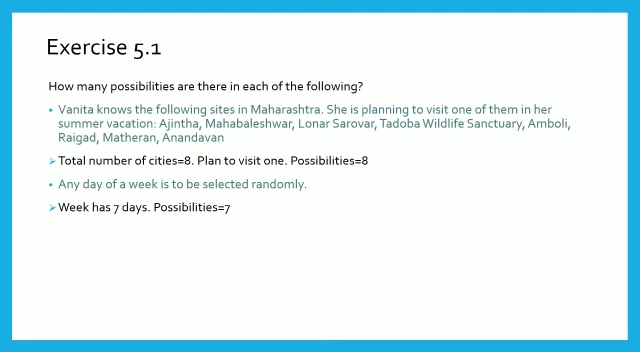 Exercise 5.1
How many possibilities are there in each of the following?
• Vanita knows the following sites in Maharashtra. She is planning to visit one of them in her
summer vacation: Ajintha, Mahabaleshwar, Lonar Sarovar, Tadoba Wildlife Sanctuary, Amboli,
Raigad, Matheran, Anandavan
➢ Total number of cities=8. Plan to visit one. Possibilities=8
• Any day of a week is to be selected randomly.
➢ Week has 7 days. Possibilities=7